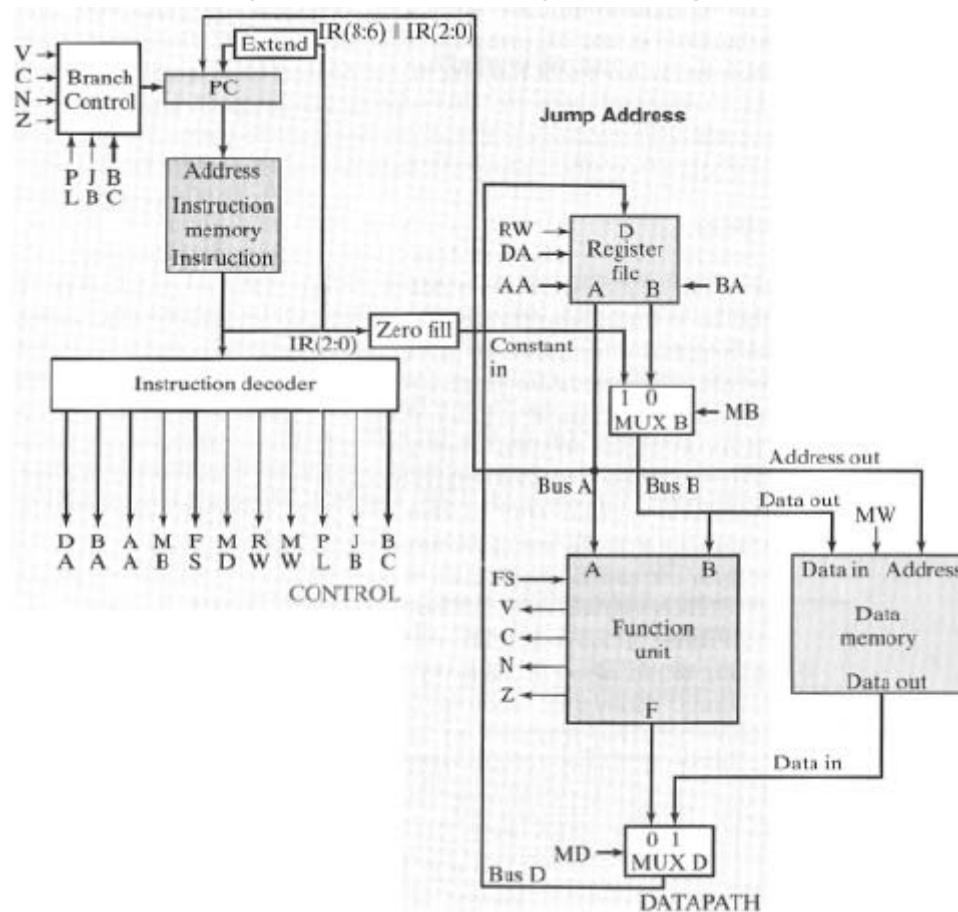 IR(8:6) || IR(2:0)
Extend
V
C
N
Z
Branch
Control
PC
Jump Address
P
L
J
B
B
C
Address
Instruction
memory
Instruction
RW
DA
AA
D
Register
file
A B
BA
IR(2:0)
Zero fill
Constant
in
Instruction decoder
1 0
MUX B
MB
Address out
Bus A
Bus B
Data out
MW
D
A
B
A
A
A
M
B
F
S
M
D
R
W
M
W
P
L
J
B
B
C
CONTROL
FS
V
C
N
Z
A B
Function
unit
F
Data in Address
Data
memory
Data out
Data in
0 1
MUX D
MD
Bus D
DATAPATH